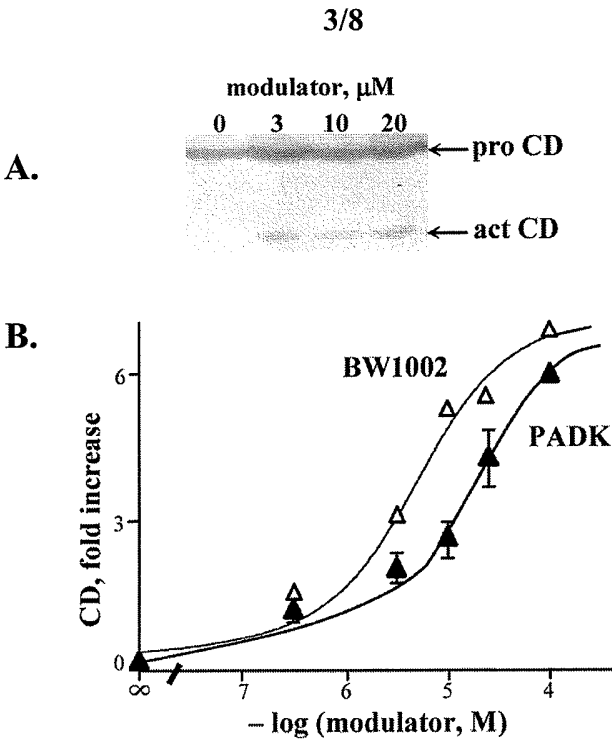 3/8
modulator, µM
0 3 10 20
A.
pro CD
act CD
B.
BW1002
PADK
CD, fold increase
6
3
0
∞ 7 6 5 4
– log (modulator, M)